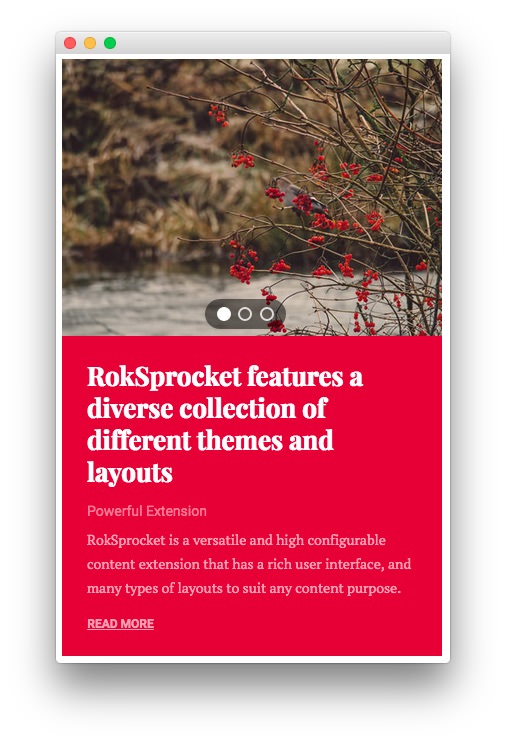 RokSprocket features a
diverse collection of
different themes and
layouts
Powerful Extension
RokSprocket is a versatile and high configurable
content extension that has a rich user interface, and
many types of layouts to suit any content purpose.
READ MORE